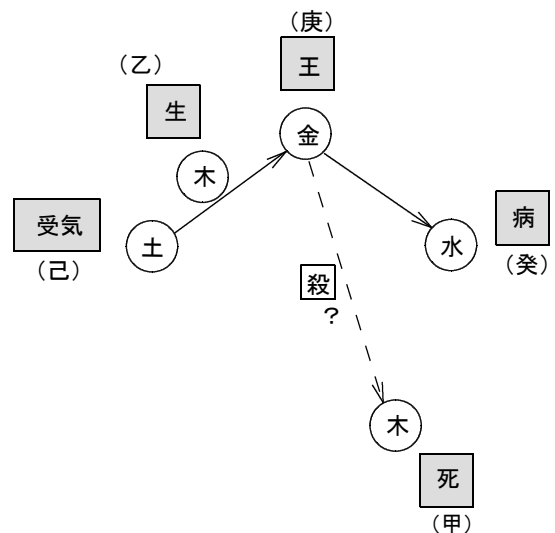 （庚）
王
（乙）
生
金
木
受気
土
（己）
水
病
（癸）
殺
？
木
死
（甲）